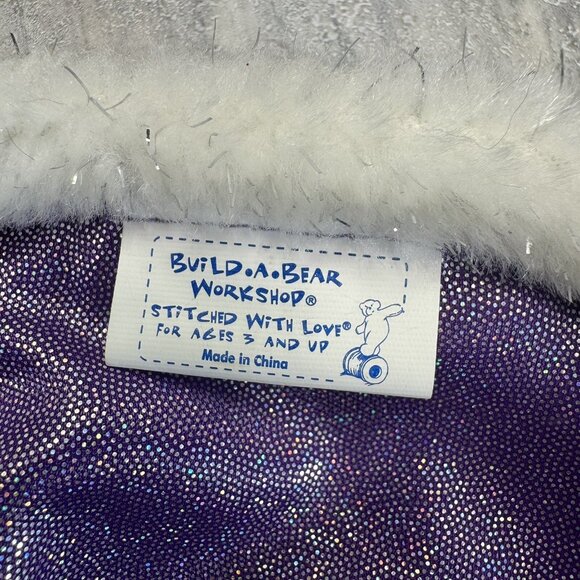 BUILD•A•BEAR
WORKSHOP®
STITCHED WITH LOVE®
FOR AGES 3 AND UP
Made in China